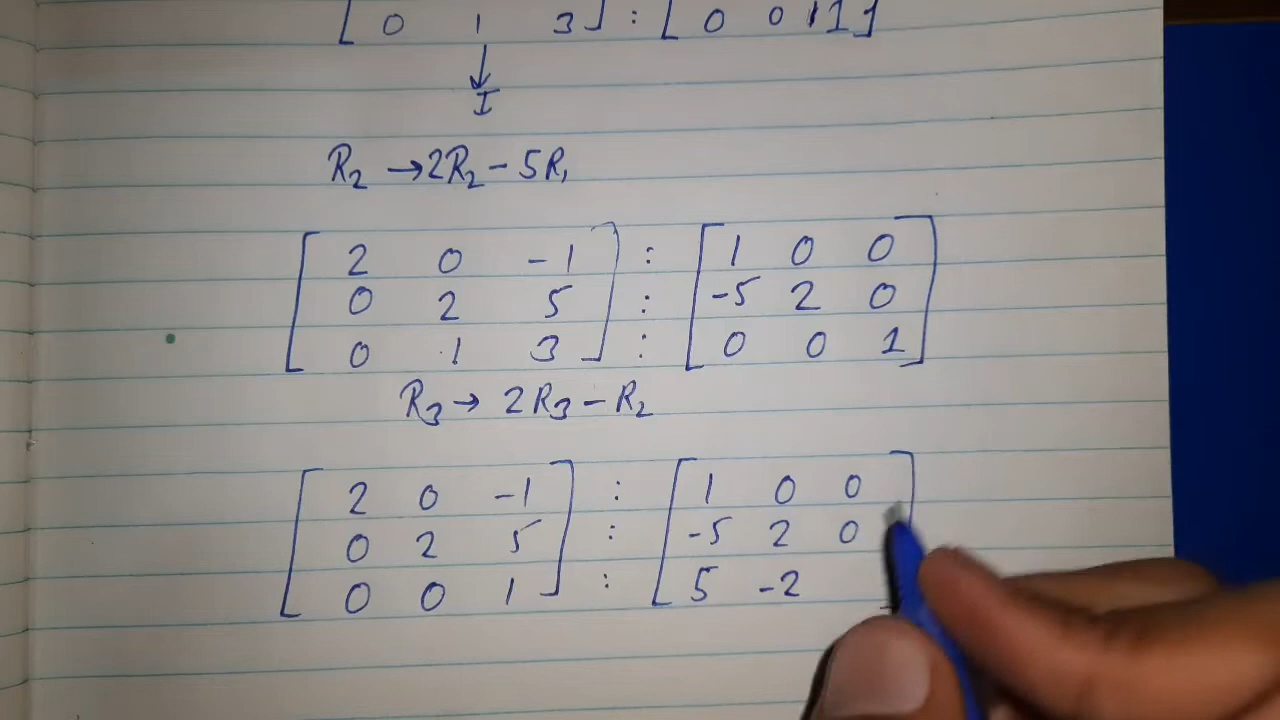 [ 0 1 3 ] : [ 0 0 1 ]
I
R₂ → 2R₂ - 5R₁
[ 2 0 -1 ] : [ 1 0 0 ]
0 2 5 : -5 2 0
0 1 3 : 0 0 1
R₃ → 2R₃ - R₂
[ 2 0 -1 ] : [ 1 0 0 ]
0 2 5 : -5 2 0
0 0 1 : 5 -2